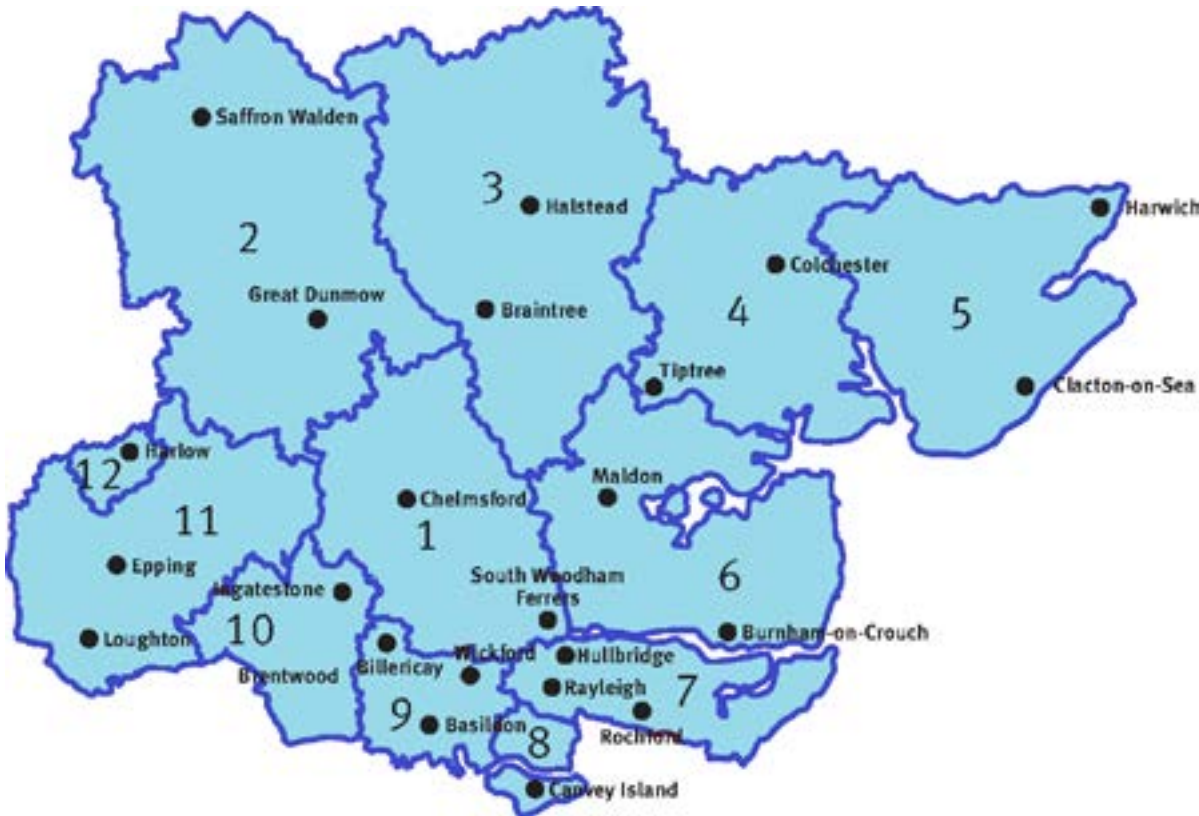 Saffron Walden
3
Halstead
Harwich
2
Colchester
Great Dunmow
Braintree
4
5
Tiptree
Clacton-on-Sea
Harlow
12
Maldon
Chelmsford
11
1
Epping
South Woodham
Ferrers
6
Ingatestone
10
Burnham-on-Crouch
Loughton
Billericay
Wickford
Hullbridge
Brentwood
Rayleigh
7
9
Basildon
Rochford
8
Canvey Island